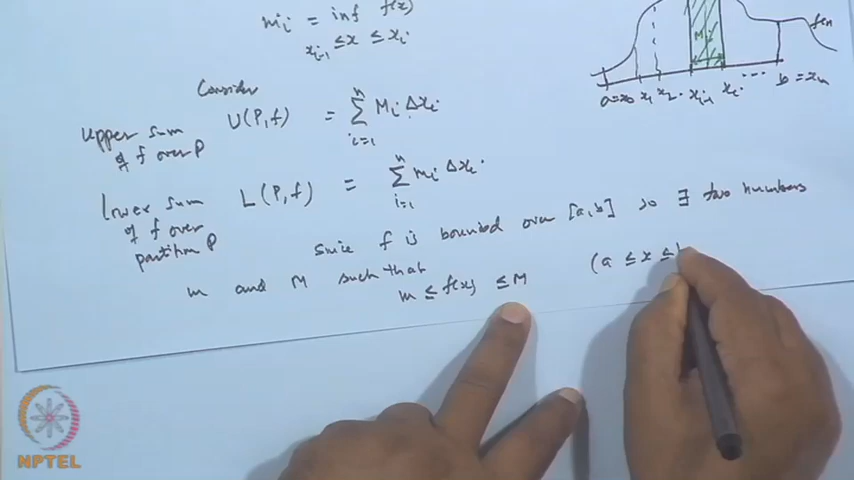 mᵢ = inf f(x)
xᵢ₋₁ ≤ x ≤ xᵢ
Consider
Upper sum of f over P U(P, f) = Σ Mᵢ Δxᵢ
i=1
n
Lower sum of f over partition P L(P, f) = Σ mᵢ Δxᵢ
i=1
n
Mᵢ
f(x)
a=x₀ x₁ x₂ .. xᵢ₋₁ xᵢ .... b=xₙ
Since f is bounded over [a, b] so ∃ two numbers
m and M such that
m ≤ f(x) ≤ M (a ≤ x ≤
NPTEL